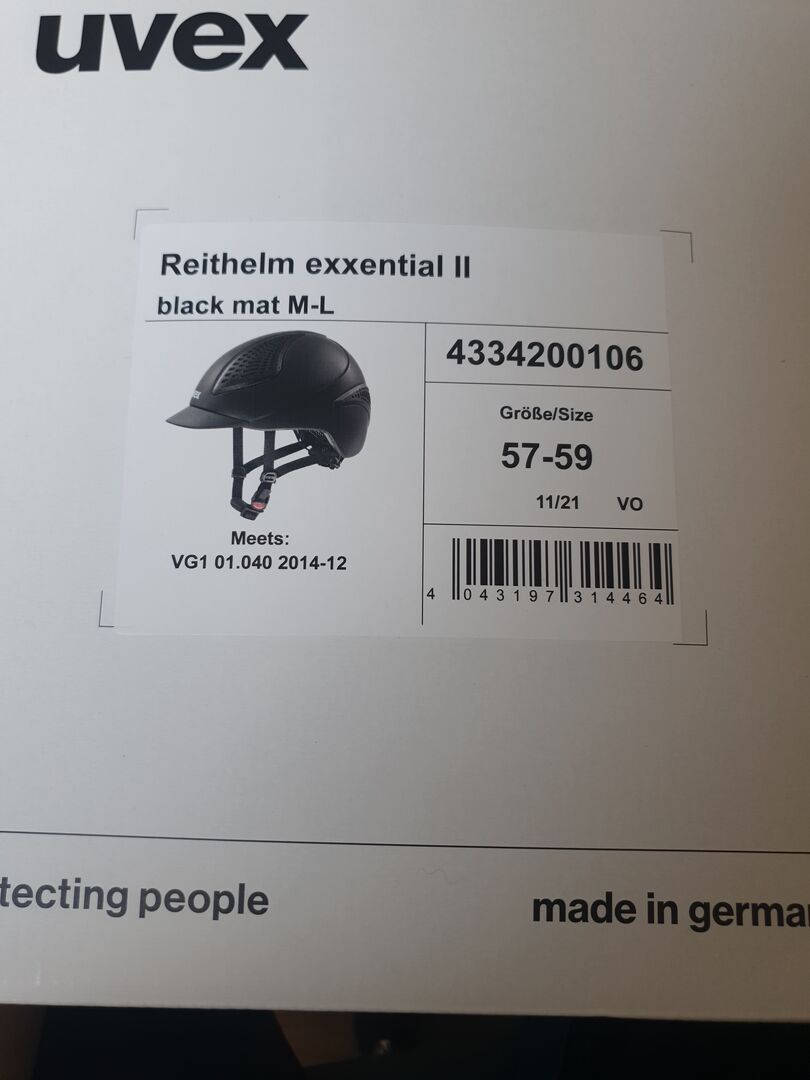 uvex
Reithelm exxential II
black mat M-L
4334200106
Größe/Size
57-59
11/21 VO
Meets:
VG1 01.040 2014-12
4 043197 314464
tecting people
made in germa